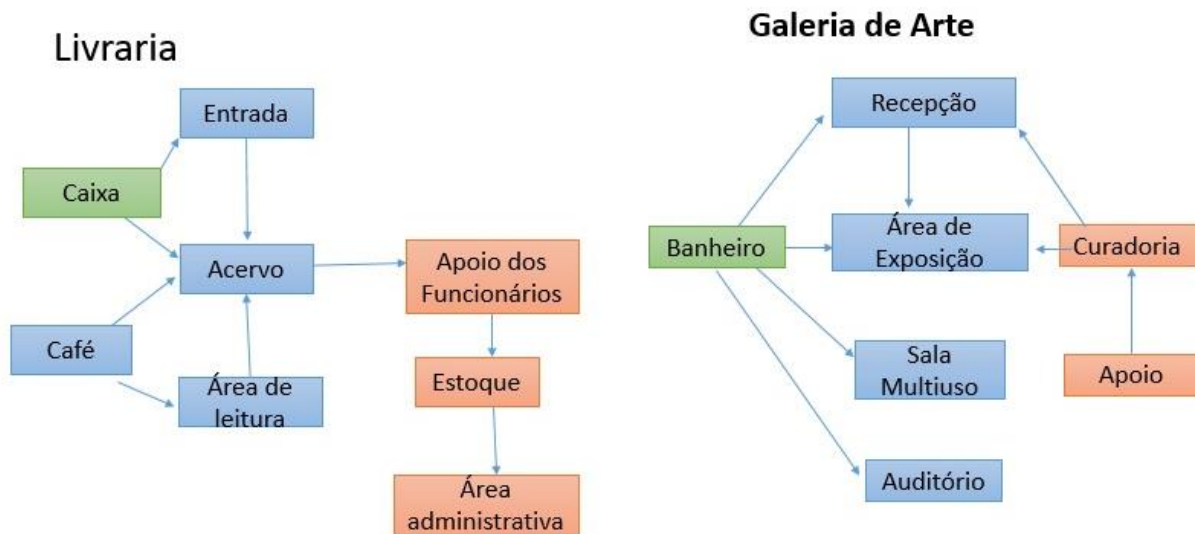 Livraria
Entrada
Caixa
Acervo
Apoio dos
Funcionários
Café
Estoque
Área de
leitura
Área
administrativa
Galeria de Arte
Recepção
Banheiro
Área de
Exposição
Curadoria
Sala
Multiuso
Apoio
Auditório